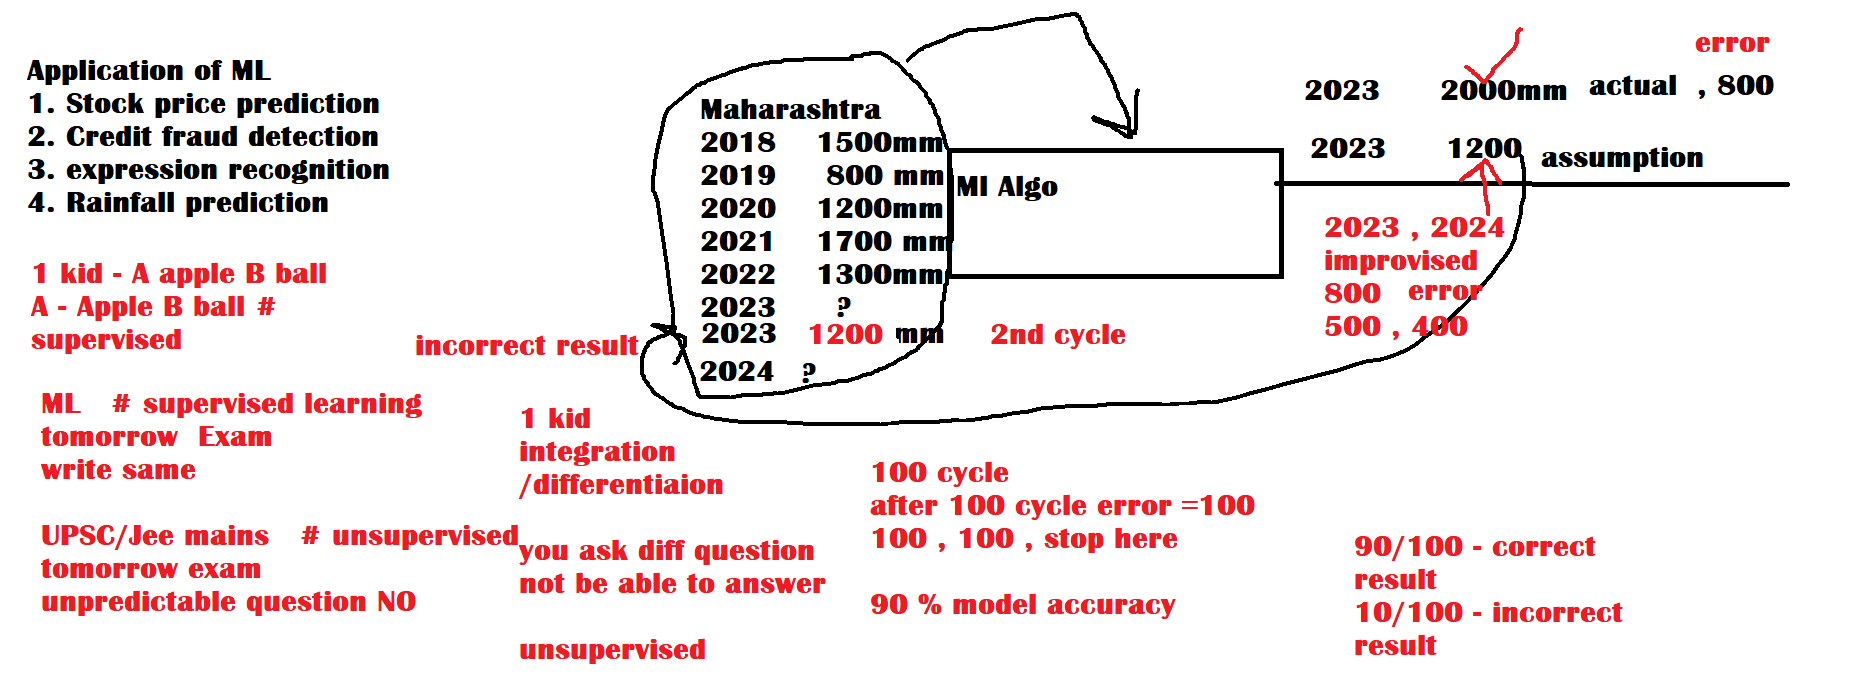 Application of ML
1. Stock price prediction
2. Credit fraud detection
3. expression recognition
4. Rainfall prediction
1 kid - A apple B ball
A - Apple B ball #
supervised
ML # supervised learning
tomorrow Exam
write same
UPSC/Jee mains # unsupervised
tomorrow exam
unpredictable question NO
incorrect result
1 kid
integration
/differentiaion
you ask diff question
not be able to answer
unsupervised
Maharashtra
2018 1500mm
2019 800 mm
2020 1200mm
2021 1700 mm
2022 1300mm
2023 ?
2023 1200 mm
2024 ?
2nd cycle
Ml Algo
100 cycle
after 100 cycle error =100
100 , 100 , stop here
90 % model accuracy
error
2023 2000mm actual , 800
2023 1200 assumption
2023 , 2024
improvised
800 error
500 , 400
90/100 - correct
result
10/100 - incorrect
result